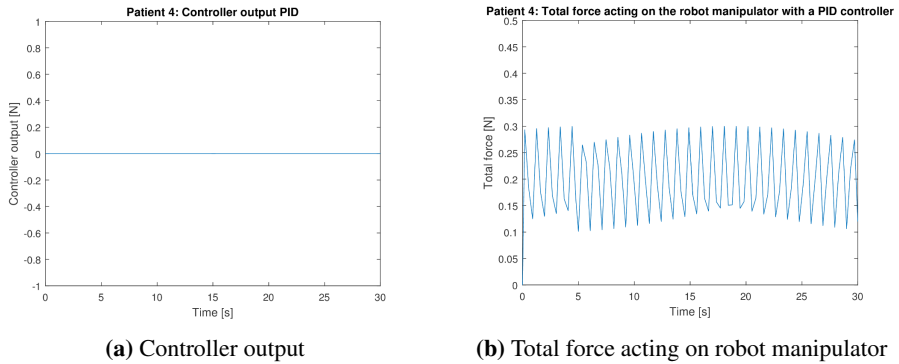 Patient 4: Controller output PID
1
0.8
0.6
0.4
0.2
0
-0.2
-0.4
-0.6
-0.8
-1
Controller output [N]
0 5 10 15 20 25 30
Time [s]
(a) Controller output
Patient 4: Total force acting on the robot manipulator with a PID controller
0.5
0.45
0.4
0.35
0.3
0.25
0.2
0.15
0.1
0.05
0
Total force [N]
0 5 10 15 20 25 30
Time [s]
(b) Total force acting on robot manipulator